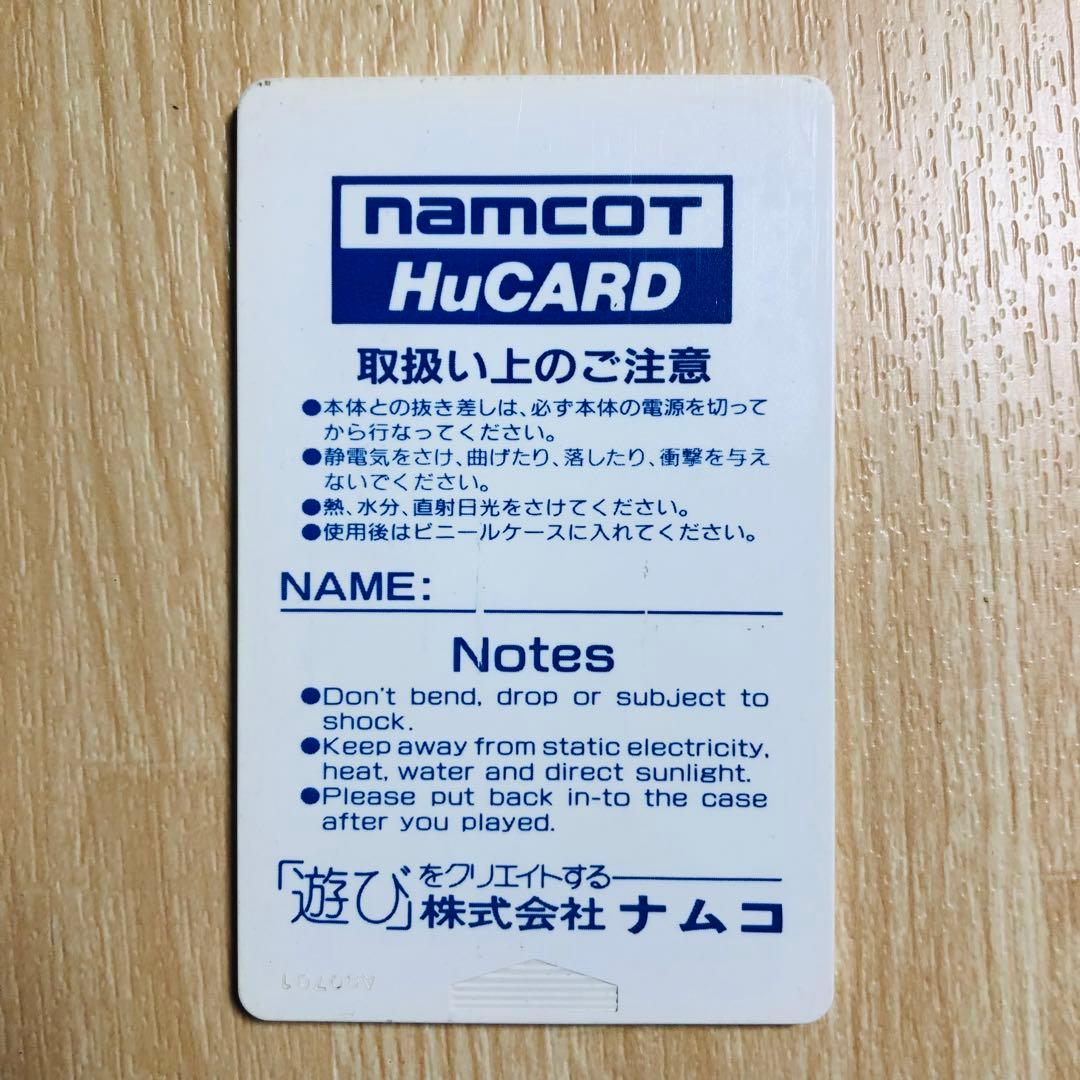 namcoT
HuCARD
取扱い上のご注意
●本体との抜き差しは、必ず本体の電源を切って
から行なってください。
●静電気をさけ、曲げたり、落したり、衝撃を与え
ないでください。
●熱、水分、直射日光をさけてください。
●使用後はビニールケースに入れてください。
NAME:
Notes
●Don't bend, drop or subject to
shock.
●Keep away from static electricity,
heat, water and direct sunlight.
●Please put back in-to the case
after you played.
「遊び」をクリエイトする
株式会社 ナムコ